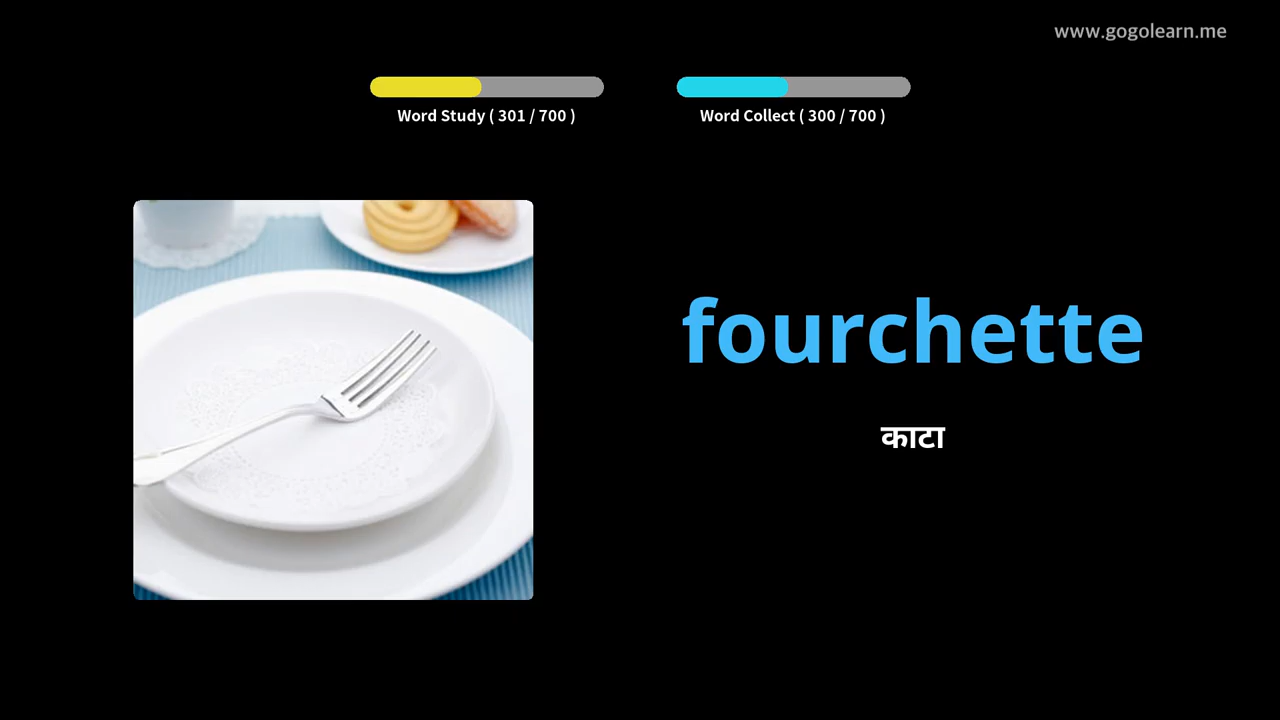 www.gogolearn.me
Word Study ( 301 / 700 )
Word Collect ( 300 / 700 )
fourchette
काटा